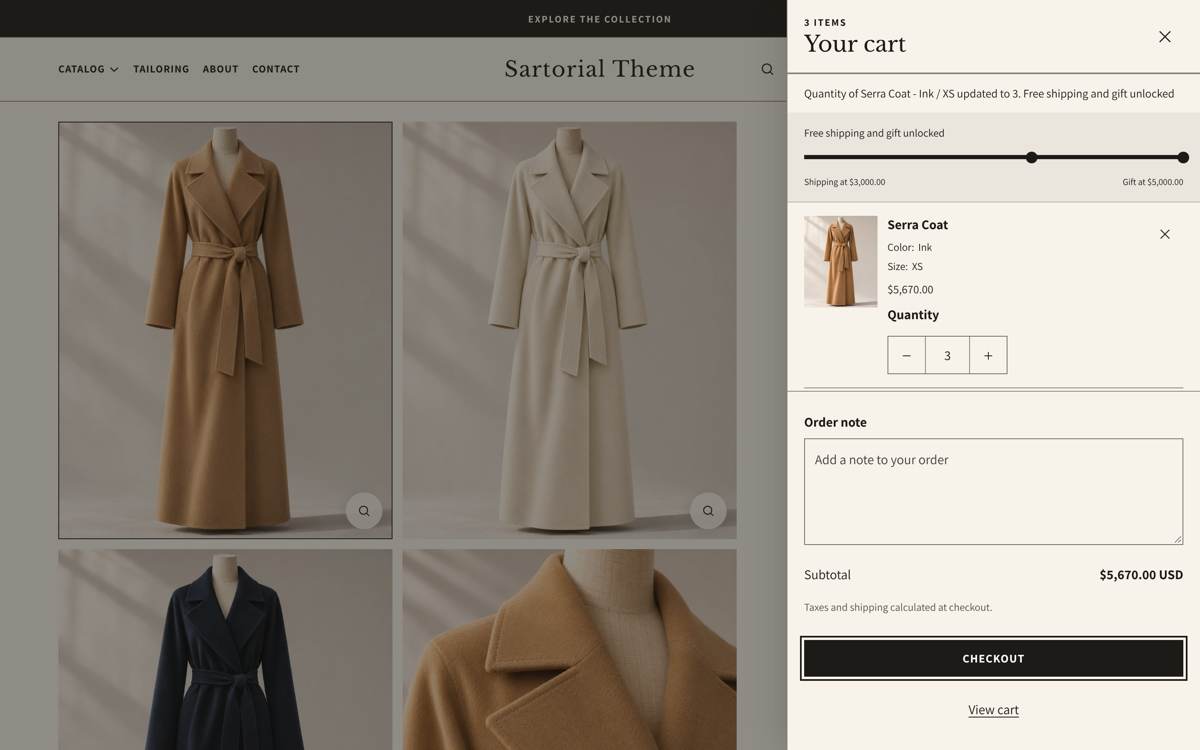 EXPLORE THE COLLECTION
CATALOG TAILORING ABOUT CONTACT
Sartorial Theme
3 ITEMS
Your cart
Quantity of Serra Coat - Ink / XS updated to 3. Free shipping and gift unlocked
Free shipping and gift unlocked
Shipping at $3,000.00 Gift at $5,000.00
Serra Coat
Color: Ink
Size: XS
$5,670.00
Quantity
− 3 +
Order note
Add a note to your order
Subtotal $5,670.00 USD
Taxes and shipping calculated at checkout.
CHECKOUT
View cart